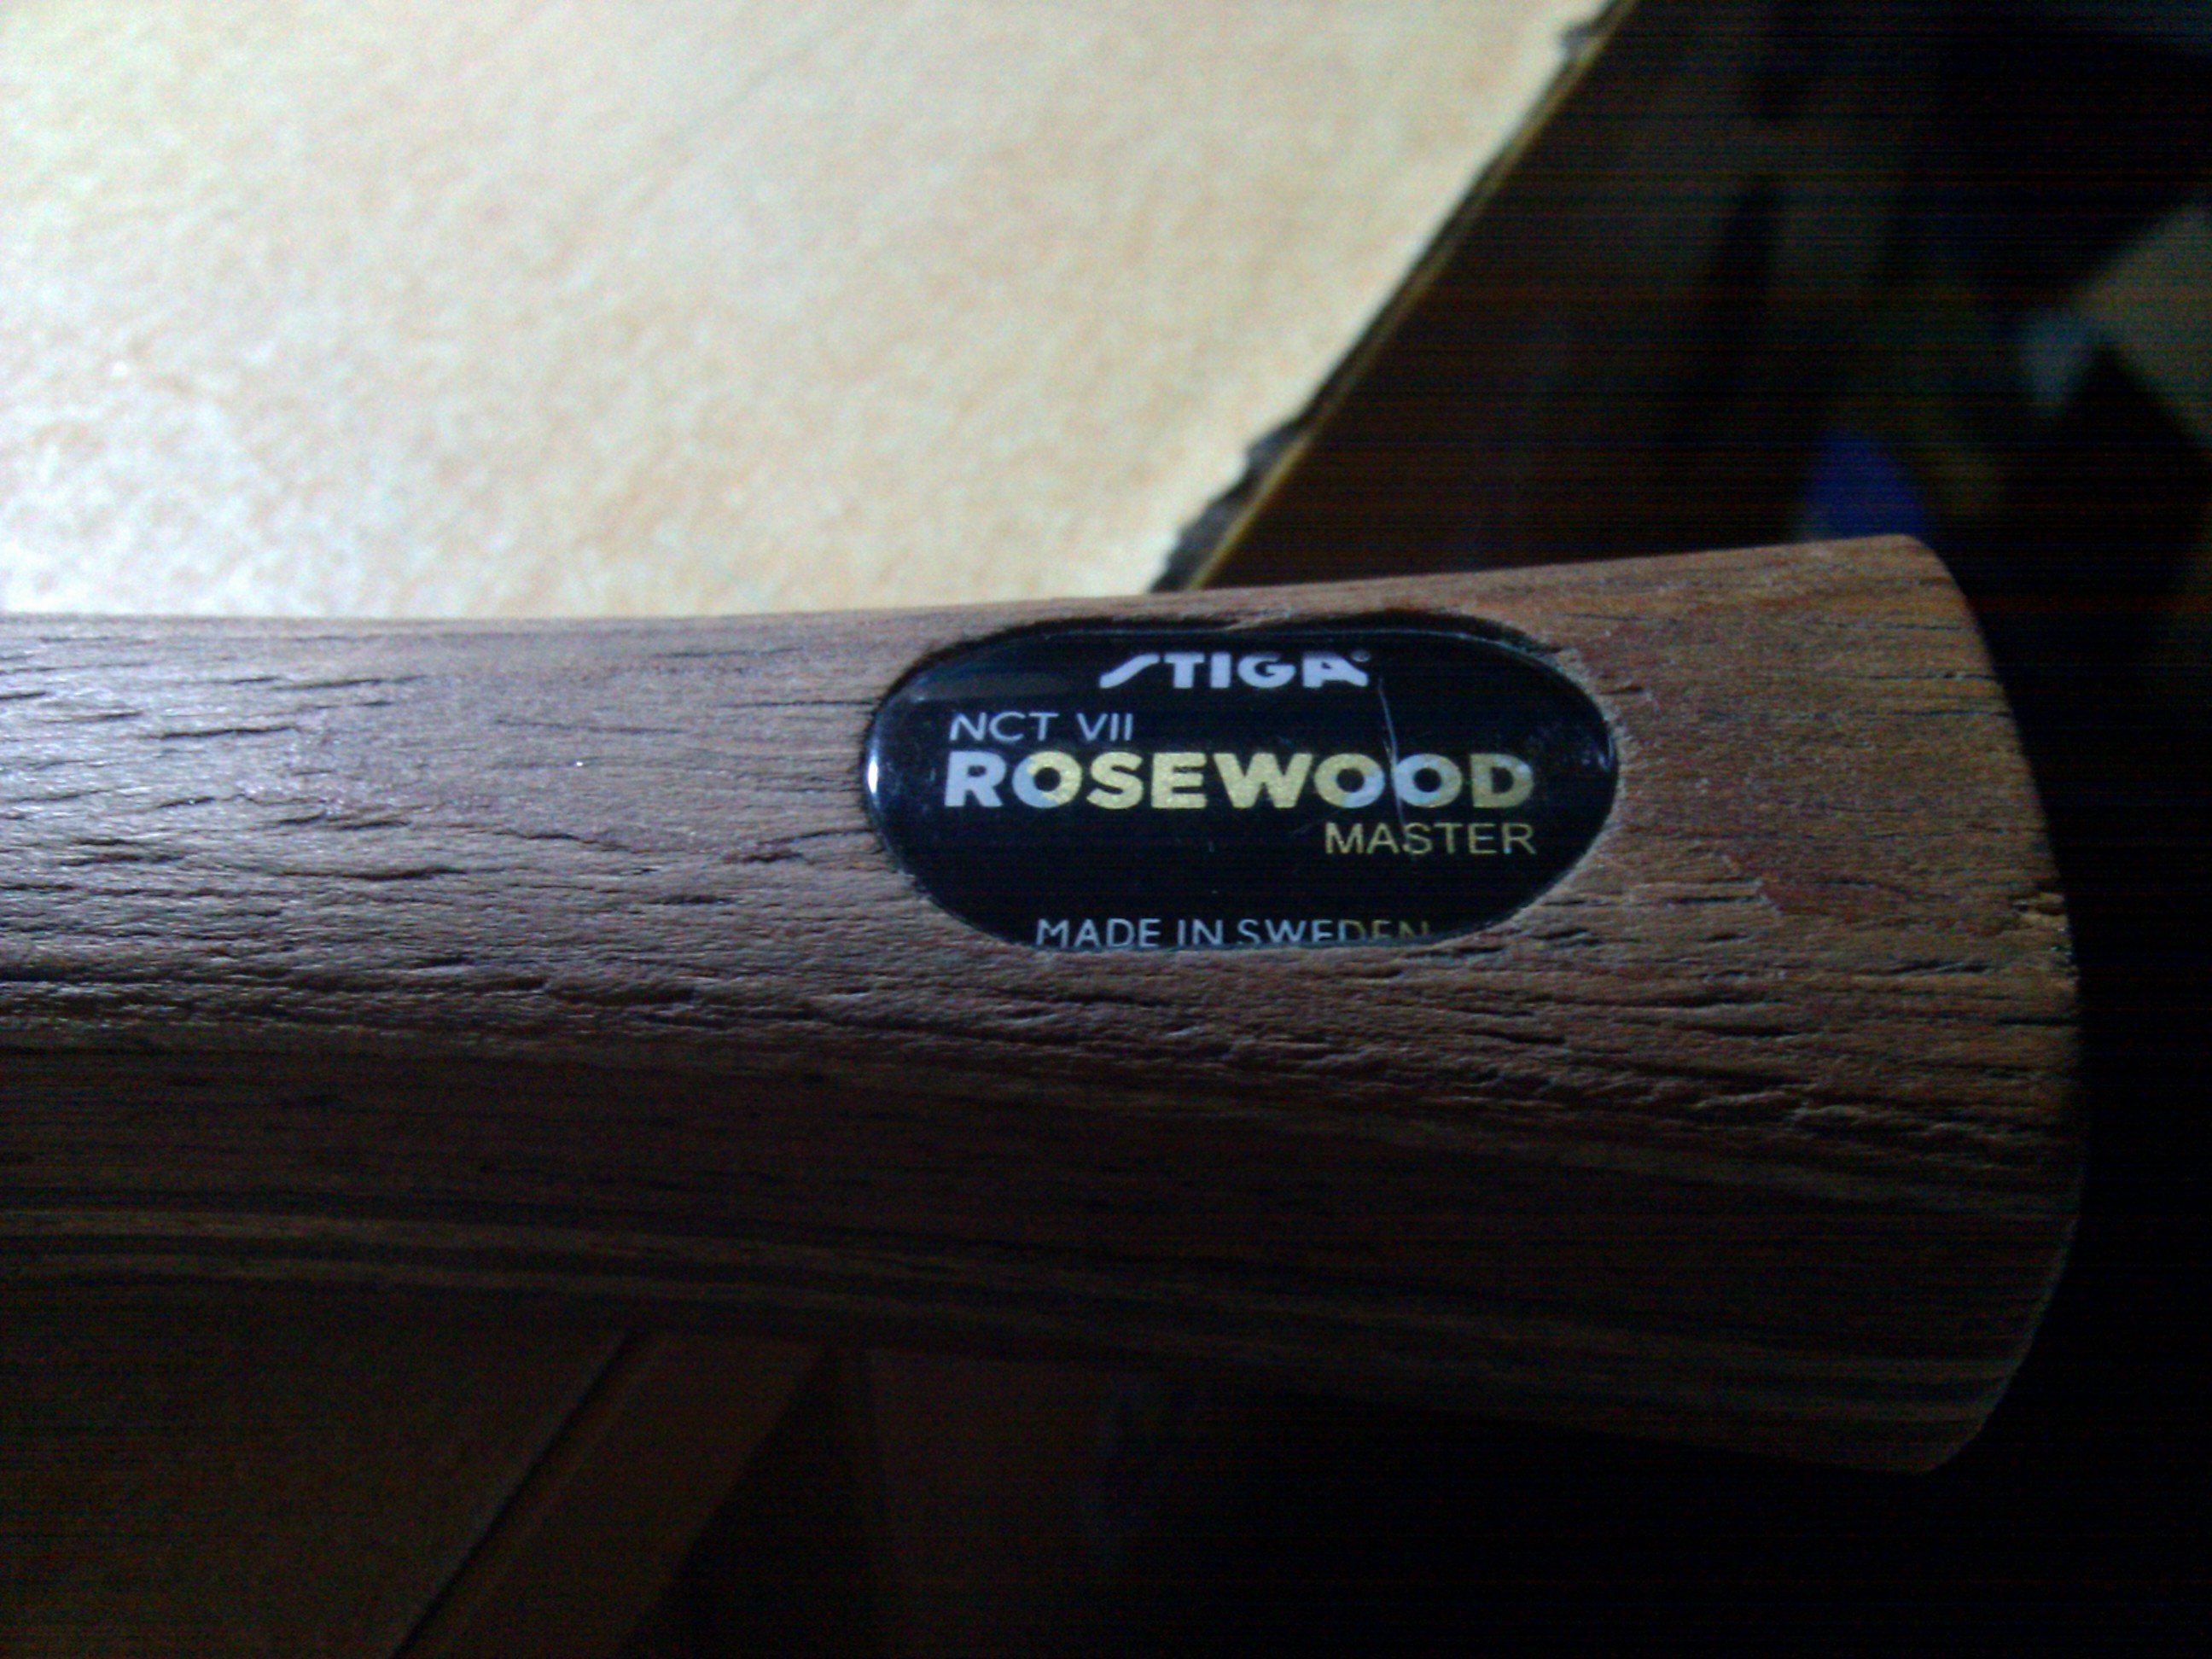 STIGA®
NCT VII
ROSEWOOD
MASTER
MADE IN SWEDEN